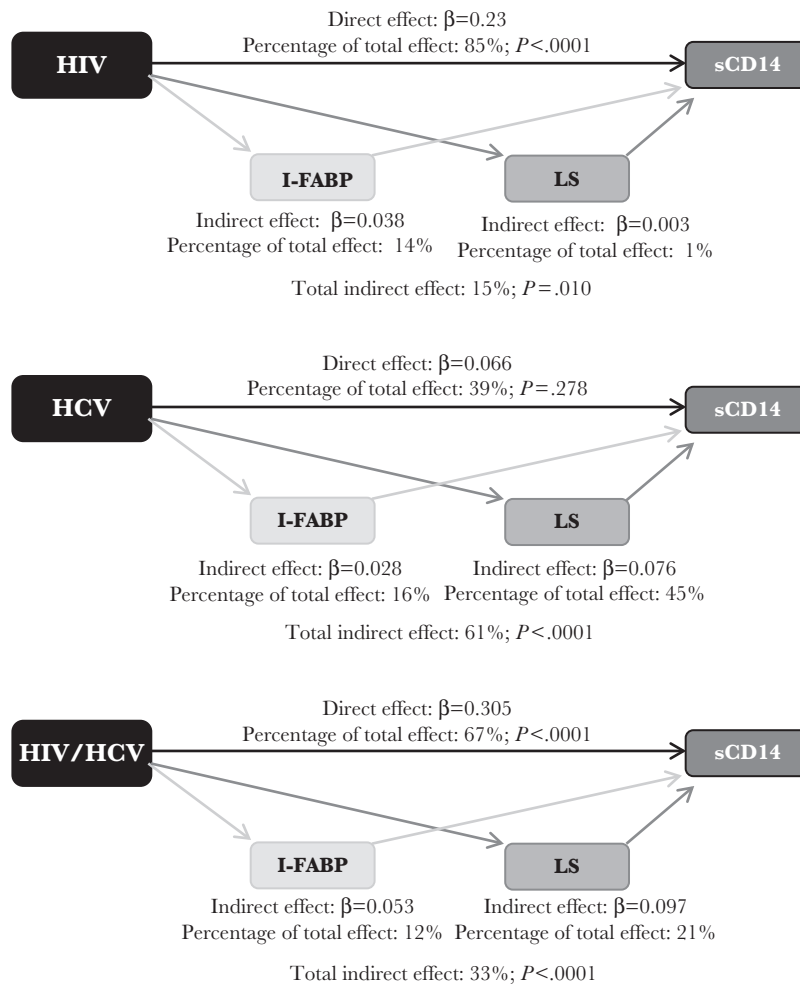 Direct effect: β=0.23
Percentage of total effect: 85%; P<.0001
HIV
sCD14
I-FABP
LS
Indirect effect: β=0.038
Percentage of total effect: 14%
Indirect effect: β=0.003
Percentage of total effect: 1%
Total indirect effect: 15%; P=.010
Direct effect: β=0.066
Percentage of total effect: 39%; P=.278
HCV
sCD14
I-FABP
LS
Indirect effect: β=0.028
Percentage of total effect: 16%
Indirect effect: β=0.076
Percentage of total effect: 45%
Total indirect effect: 61%; P<.0001
Direct effect: β=0.305
Percentage of total effect: 67%; P<.0001
HIV/HCV
sCD14
I-FABP
LS
Indirect effect: β=0.053
Percentage of total effect: 12%
Indirect effect: β=0.097
Percentage of total effect: 21%
Total indirect effect: 33%; P<.0001